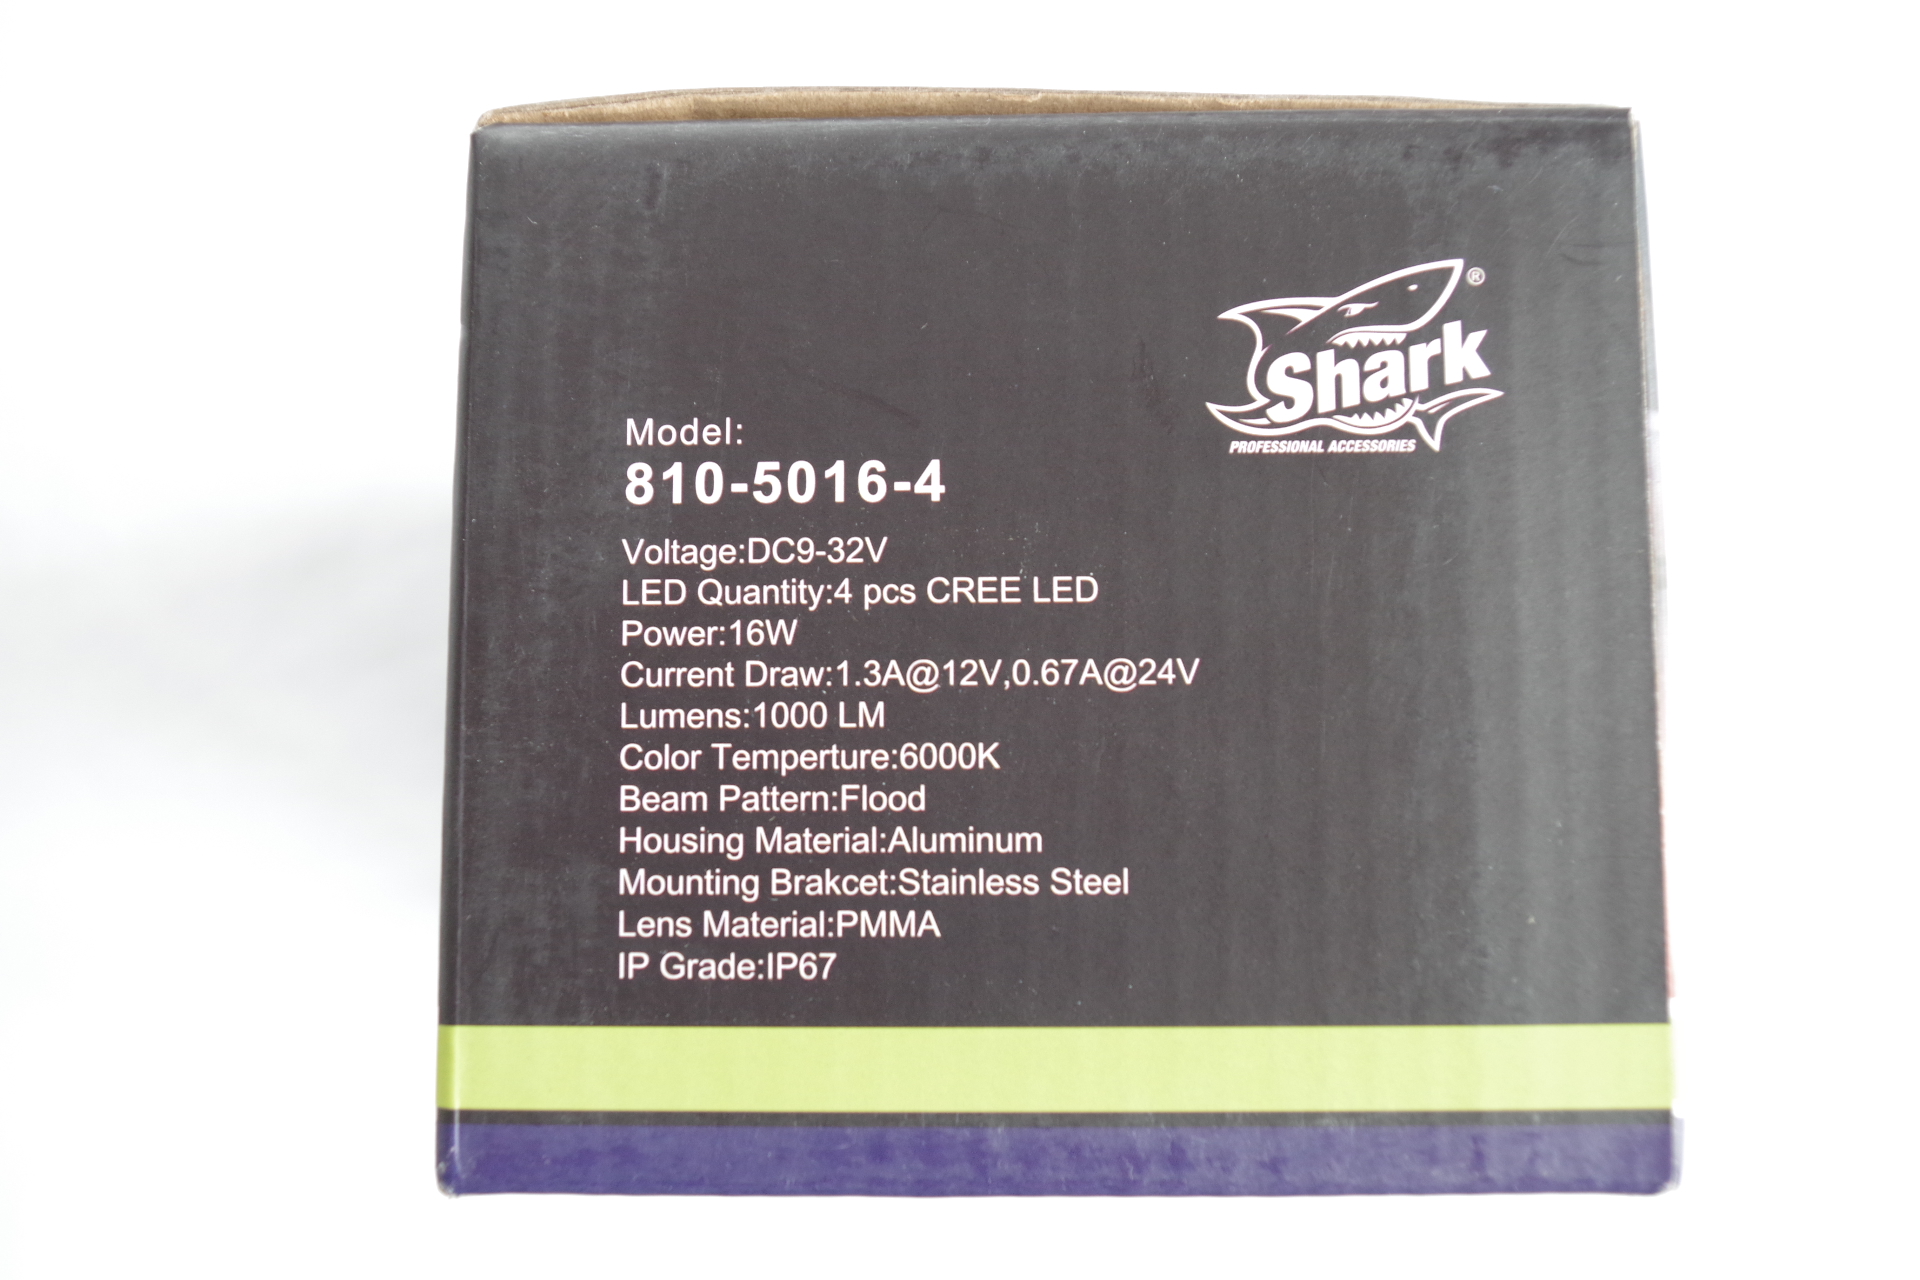 ®
Shark
PROFESSIONAL ACCESSORIES
Model:
810-5016-4
Voltage:DC9-32V
LED Quantity:4 pcs CREE LED
Power:16W
Current Draw:1.3A@12V,0.67A@24V
Lumens:1000 LM
Color Temperture:6000K
Beam Pattern:Flood
Housing Material:Aluminum
Mounting Brakcet:Stainless Steel
Lens Material:PMMA
IP Grade:IP67